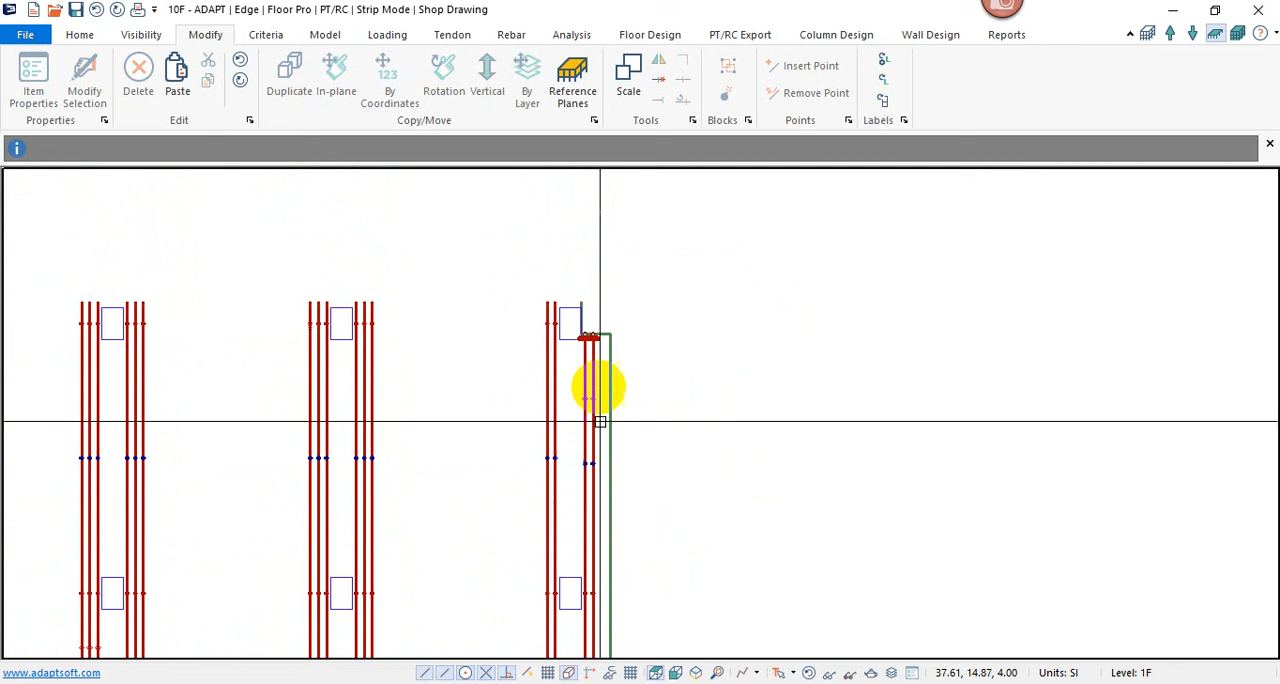 10F - ADAPT | Edge | Floor Pro | PT/RC | Strip Mode | Shop Drawing
File Home Visibility Modify Criteria Model Loading Tendon Rebar Analysis Floor Design PT/RC Export Column Design Wall Design Reports
Item Properties
Modify Selection
Delete
Paste
Duplicate
In-plane
123
By Coordinates
Rotation
Vertical
By Layer
Reference Planes
Scale
Insert Point
Remove Point
Properties Edit Copy/Move Tools Blocks Points Labels
www.adaptsoft.com 37.61, 14.87, 4.00 Units: SI Level: 1F